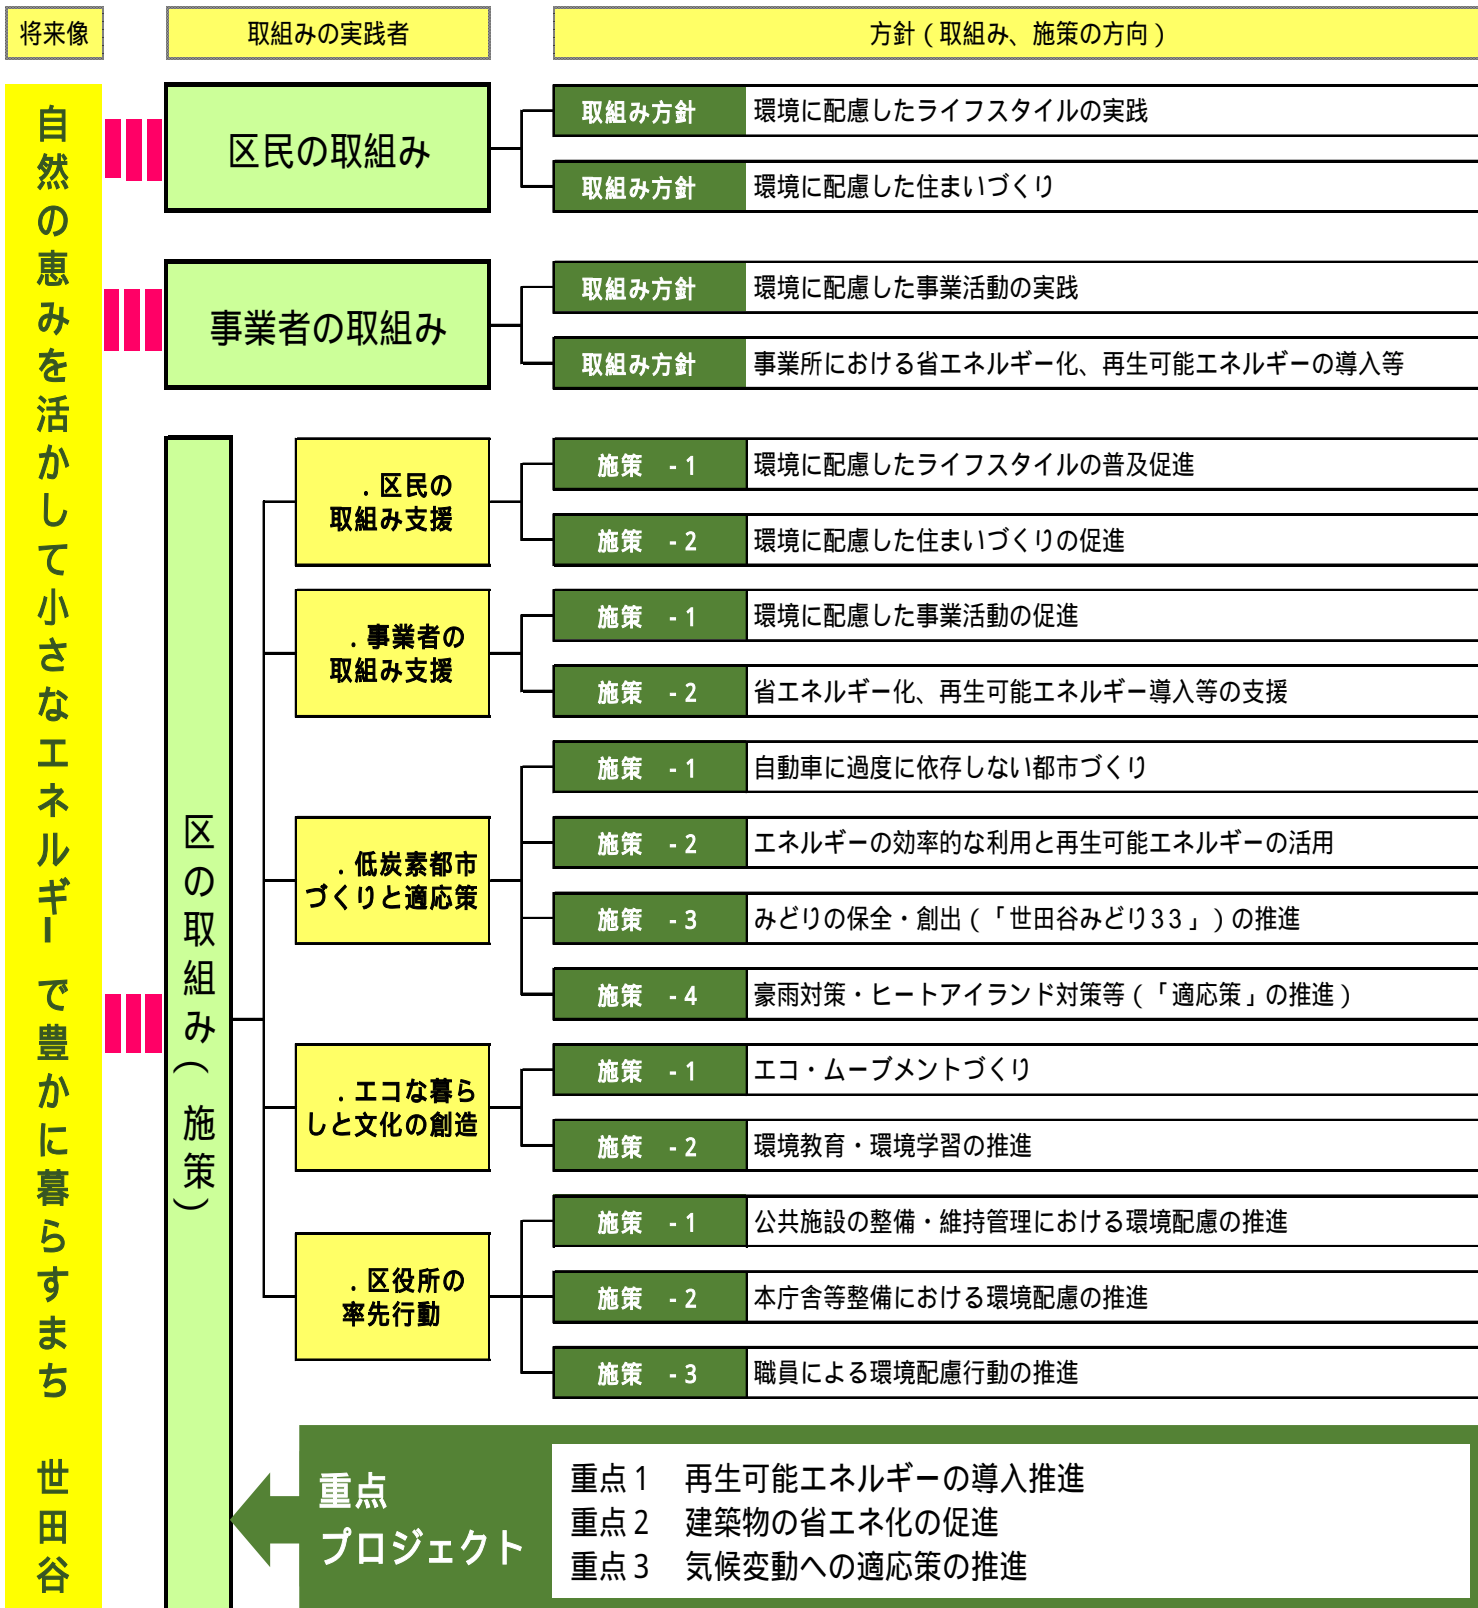 将来像
取組みの実践者
方針（取組み、施策の方向）
自然の恵みを活かして小さなエネルギーで豊かに暮らすまち 世田谷
区民の取組み
取組み方針 環境に配慮したライフスタイルの実践
取組み方針 環境に配慮した住まいづくり
事業者の取組み
取組み方針 環境に配慮した事業活動の実践
取組み方針 事業所における省エネルギー化、再生可能エネルギーの導入等
区の取組み（施策）
．区民の
取組み支援
施策 -1 環境に配慮したライフスタイルの普及促進
施策 -2 環境に配慮した住まいづくりの促進
．事業者の
取組み支援
施策 -1 環境に配慮した事業活動の促進
施策 -2 省エネルギー化、再生可能エネルギー導入等の支援
．低炭素都市
づくりと適応策
施策 -1 自動車に過度に依存しない都市づくり
施策 -2 エネルギーの効率的な利用と再生可能エネルギーの活用
施策 -3 みどりの保全・創出（「世田谷みどり33」）の推進
施策 -4 豪雨対策・ヒートアイランド対策等（「適応策」の推進）
．エコな暮ら
しと文化の創造
施策 -1 エコ・ムーブメントづくり
施策 -2 環境教育・環境学習の推進
．区役所の
率先行動
施策 -1 公共施設の整備・維持管理における環境配慮の推進
施策 -2 本庁舎等整備における環境配慮の推進
施策 -3 職員による環境配慮行動の推進
重点
プロジェクト
重点1 再生可能エネルギーの導入推進
重点2 建築物の省エネ化の促進
重点3 気候変動への適応策の推進